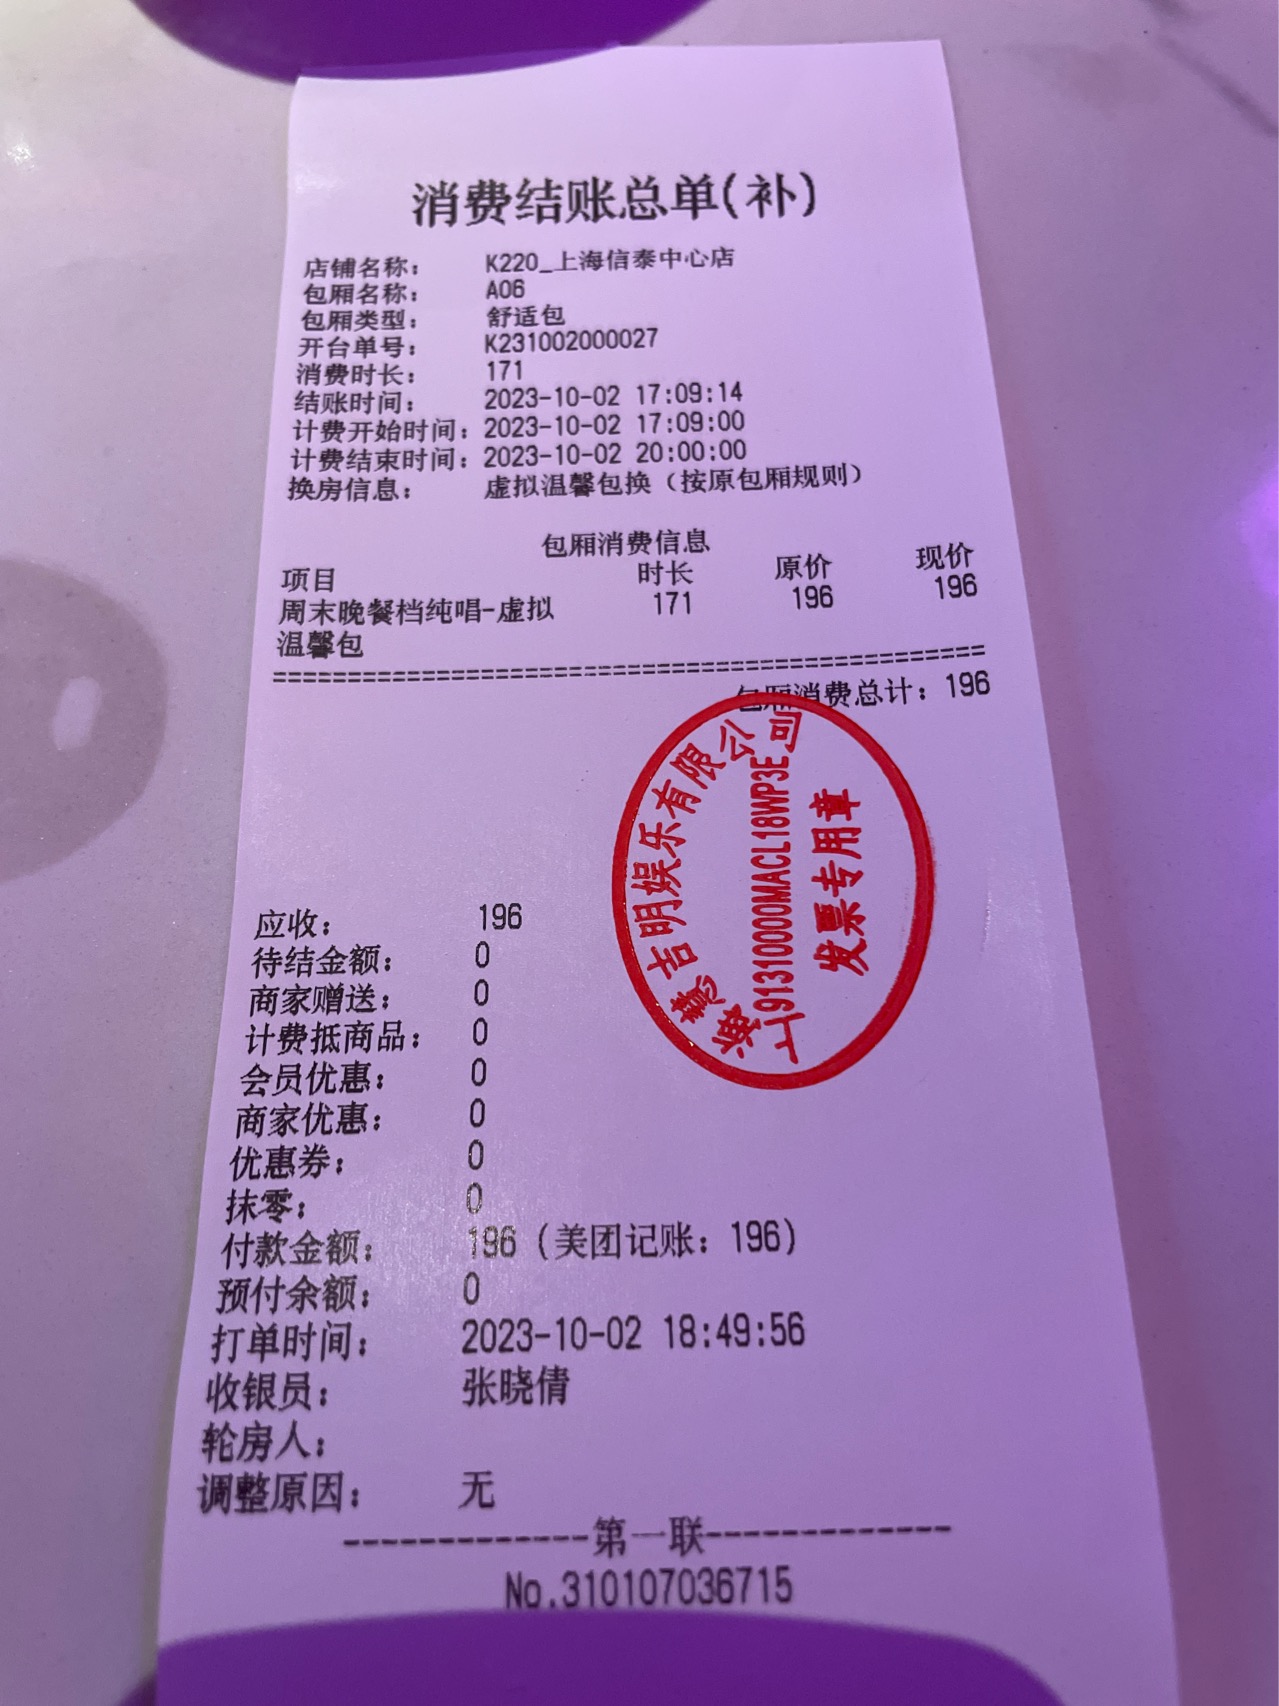 消费结账总单(补)
店铺名称： K220_上海信泰中心店
包厢名称： A06
包厢类型： 舒适包
开台单号： K231002000027
消费时长： 171
结账时间： 2023-10-02 17:09:14
计费开始时间：2023-10-02 17:09:00
计费结束时间：2023-10-02 20:00:00
换房信息： 虚拟温馨包换（按原包厢规则）
包厢消费信息
项目 时长 原价 现价
周末晚餐档纯唱-虚拟 171 196 196
温馨包
==================================================
包厢消费总计：196
上海慧吉明娱乐有限公司
91310000MACL18WP3E
发票专用章
应收： 196
待结金额： 0
商家赠送： 0
计费抵商品： 0
会员优惠： 0
商家优惠： 0
优惠券： 0
抹零： 0
付款金额： 196（美团记账：196）
预付余额： 0
打单时间： 2023-10-02 18:49:56
收银员： 张晓倩
轮房人：
调整原因： 无
-------------第一联-------------
No.310107036715